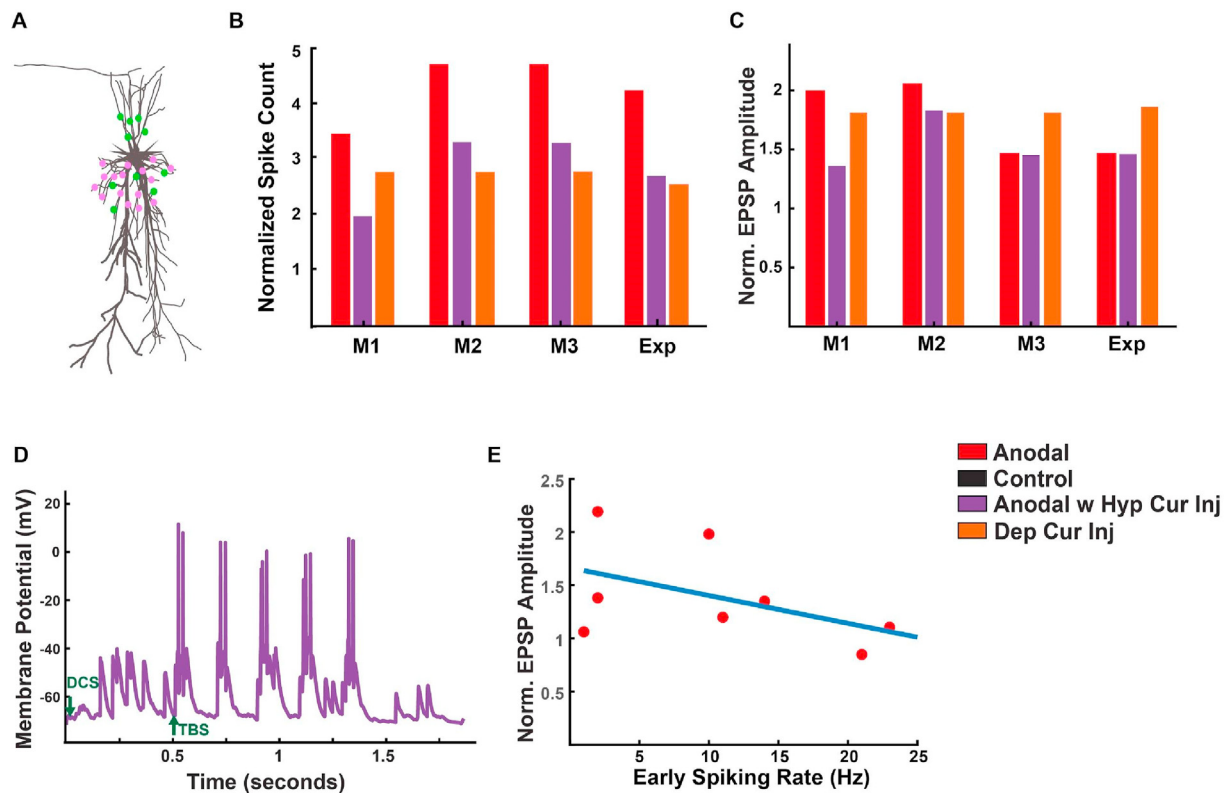 A
B
Normalized Spike Count
5
4
3
2
1
M1 M2 M3 Exp
C
Norm. EPSP Amplitude
2
1.5
1
0.5
M1 M2 M3 Exp
D
Membrane Potential (mV)
20
0
-20
-40
-60
DCS
TBS
0.5 1 1.5
Time (seconds)
E
Norm. EPSP Amplitude
2.5
2
1.5
1
0.5
5 10 15 20 25
Early Spiking Rate (Hz)
Anodal
Control
Anodal w Hyp Cur Inj
Dep Cur Inj